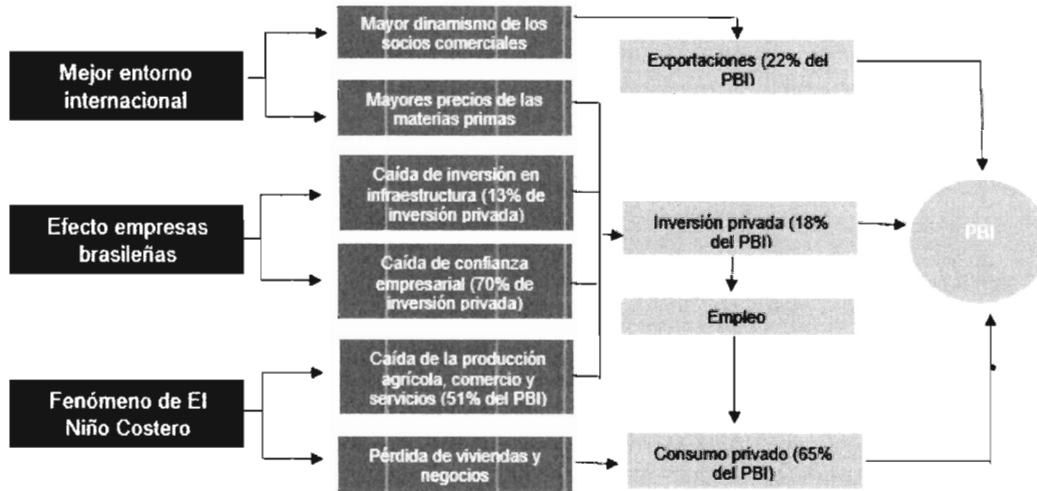 Mejor entorno
internacional
Mayor dinamismo de los
socios comerciales
Mayores precios de las
materias primas
Exportaciones (22% del
PBI)
Efecto empresas
brasileñas
Caída de inversión en
infraestructura (13% de
inversión privada)
Caída de confianza
empresarial (70% de
inversión privada)
Inversión privada (18%
del PBI)
Empleo
PBI
Fenómeno de El
Niño Costero
Caída de la producción
agrícola, comercio y
servicios (51% del PBI)
Pérdida de viviendas y
negocios
Consumo privado (65%
del PBI)